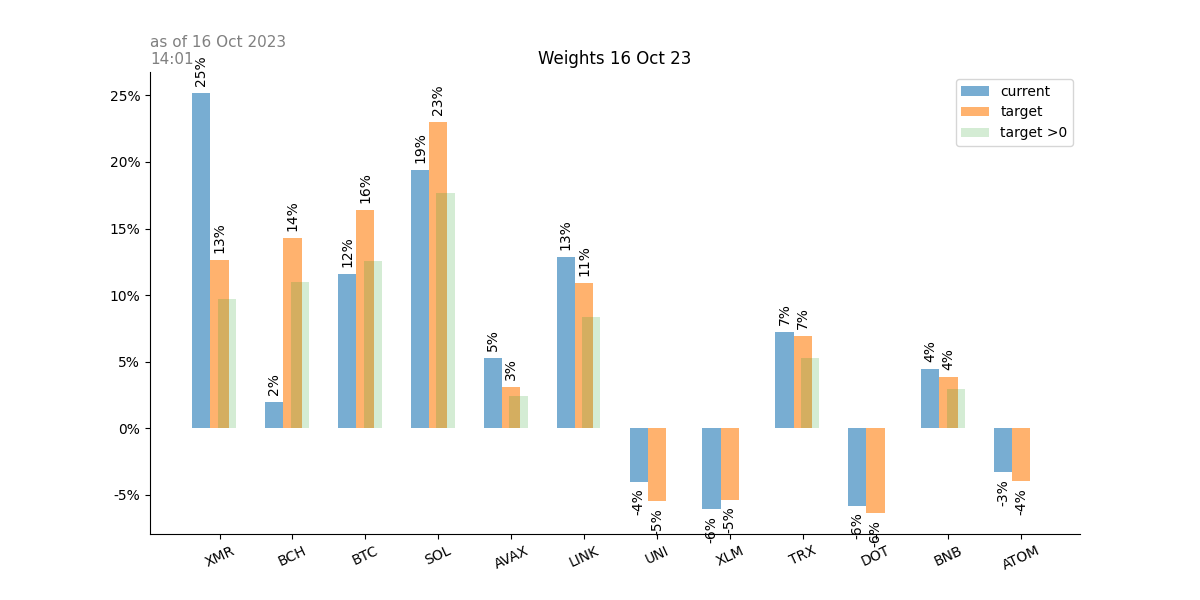 as of 16 Oct 2023
14:01
Weights 16 Oct 23
current
target
target >0
25%
20%
15%
10%
5%
0%
-5%
25%
13%
2%
14%
12%
16%
19%
23%
5%
3%
13%
11%
-4%
-5%
-6%
-5%
7%
7%
-6%
-6%
4%
4%
-3%
-4%
XMR
BCH
BTC
SOL
AVAX
LINK
UNI
XLM
TRX
DOT
BNB
ATOM